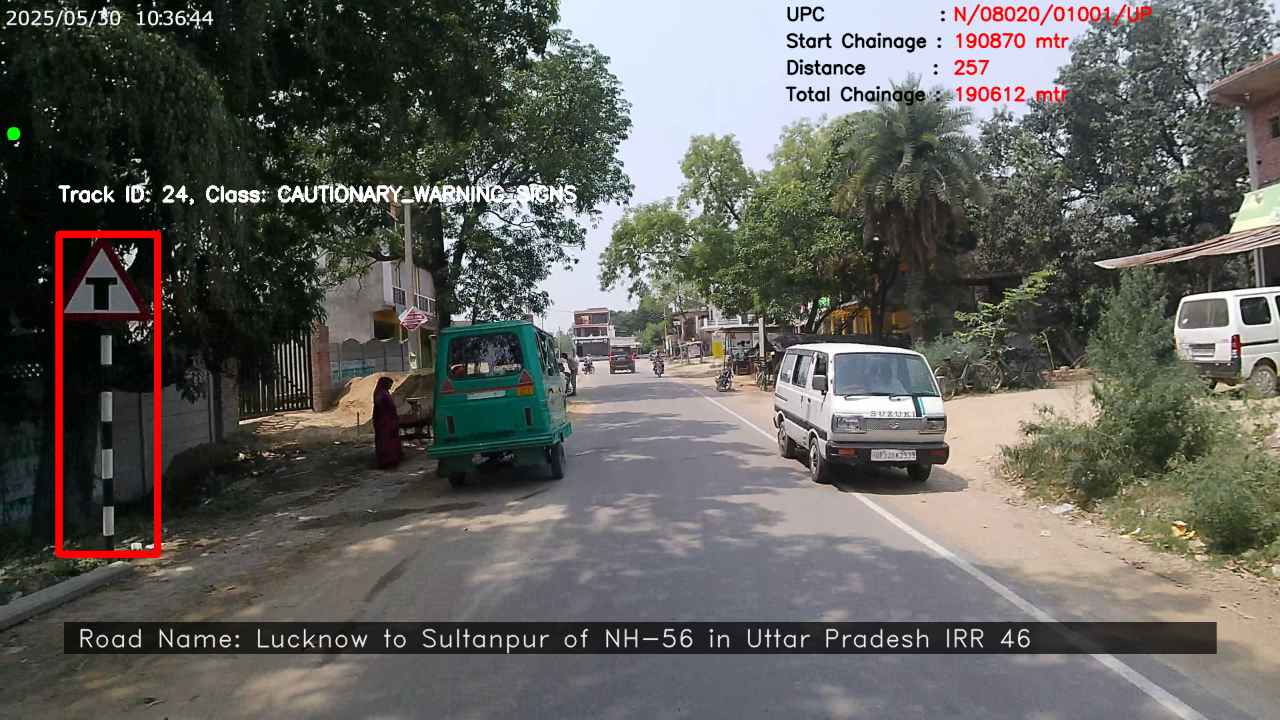 2025/05/30 10:36:44
UPC : N/08020/01001/UP
Start Chainage : 190870 mtr
Distance : 257
Total Chainage : 190612 mtr
Track ID: 24, Class: CAUTIONARY_WARNING_SIGNS
T
SUZUKI
Road Name: Lucknow to Sultanpur of NH-56 in Uttar Pradesh IRR 46